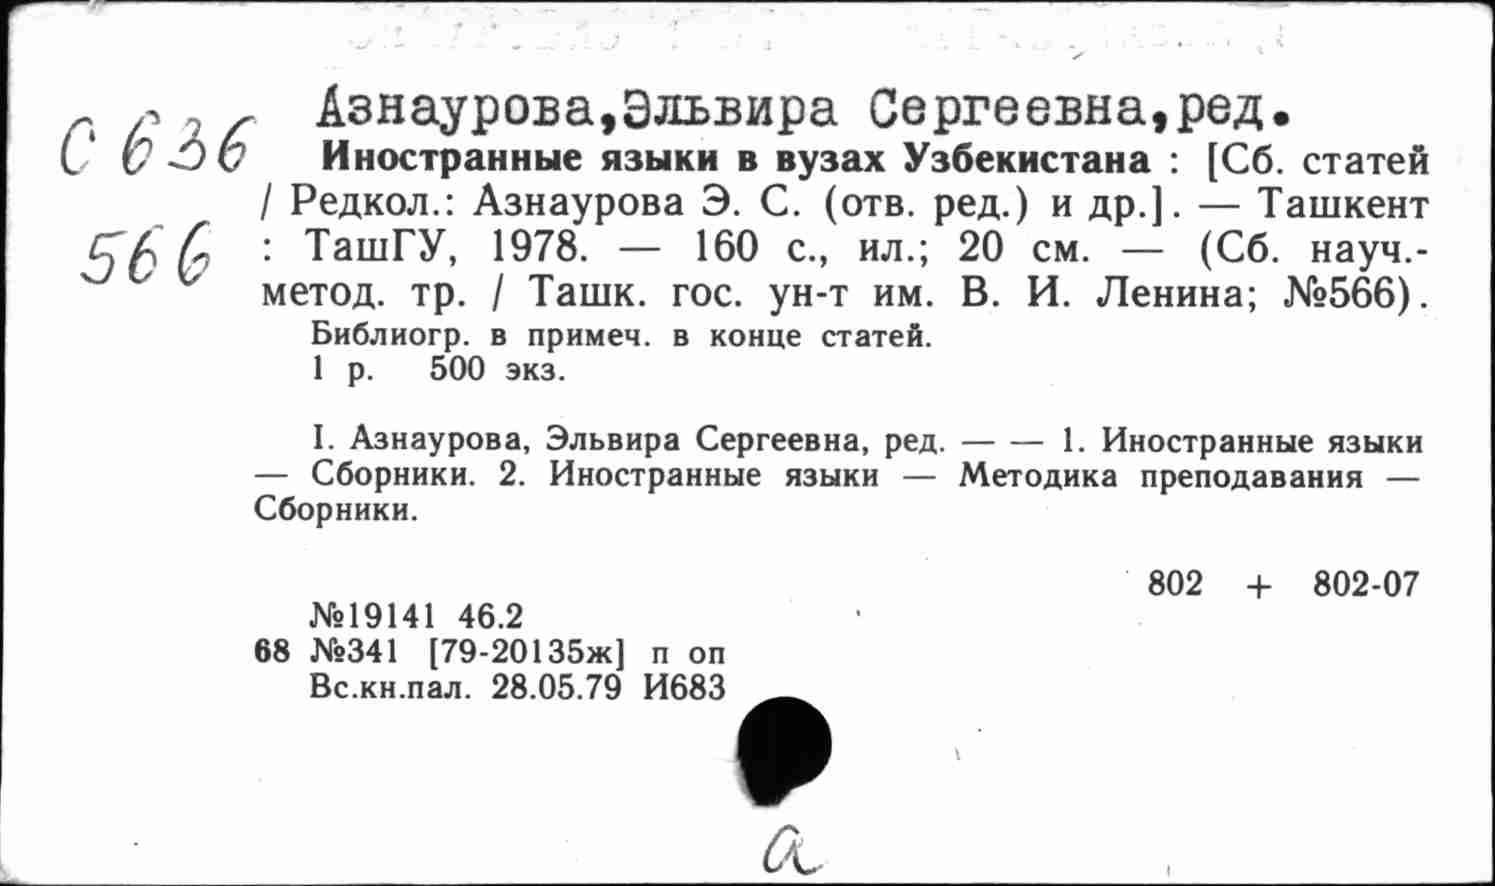 Азнаурова,Эльвира Сергеевна,ред.
С 636
566
Иностранные языки в вузах Узбекистана : [Сб. статей
/ Редкол.: Азнаурова Э. С. (отв. ред.) и др.]. — Ташкент
: ТашГУ, 1978. — 160 с., ил.; 20 см. — (Сб. науч.-
метод. тр. / Ташк. гос. ун-т им. В. И. Ленина; №566).
Библиогр. в примеч. в конце статей.
1 р. 500 экз.
I. Азнаурова, Эльвира Сергеевна, ред. — — 1. Иностранные языки
— Сборники. 2. Иностранные языки — Методика преподавания —
Сборники.
802 + 802-07
№19141 46.2
68 №341 [79-20135ж] п оп
Вс.кн.пал. 28.05.79 И683
а